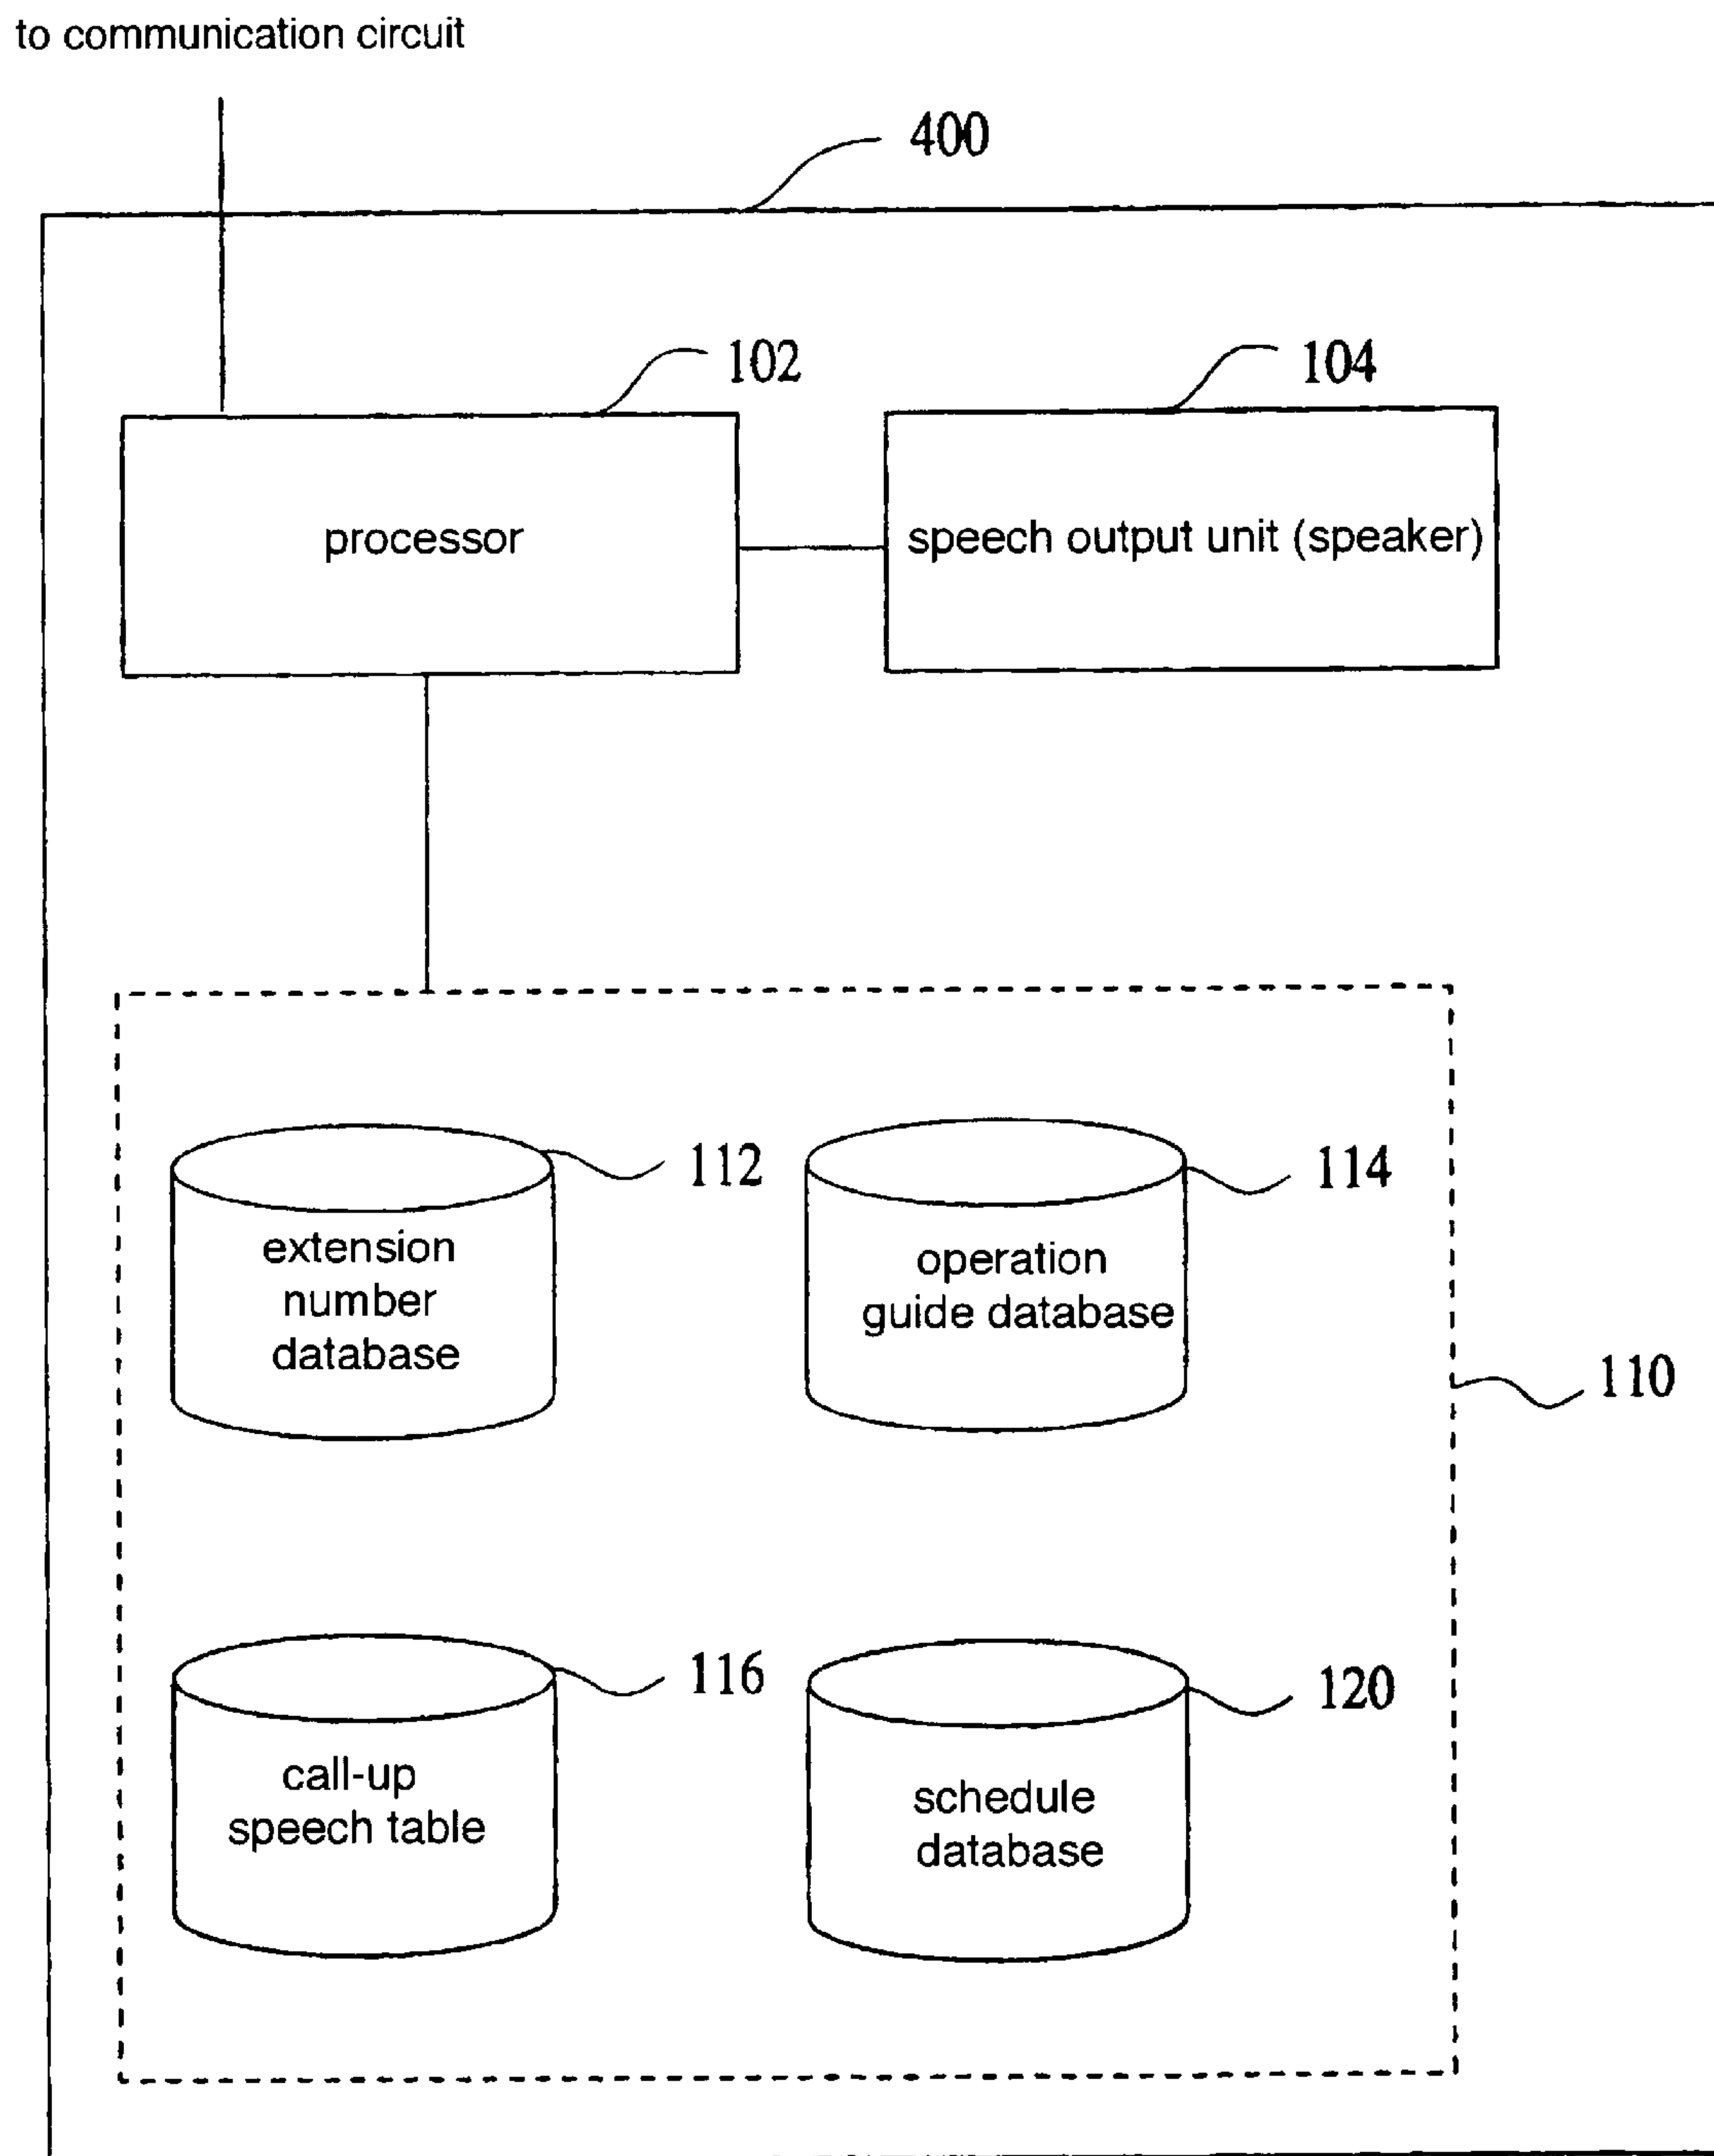 to communication circuit
400
102
104
processor
speech output unit (speaker)
112
114
extension
number
database
operation
guide database
110
116
120
call-up
speech table
schedule
database